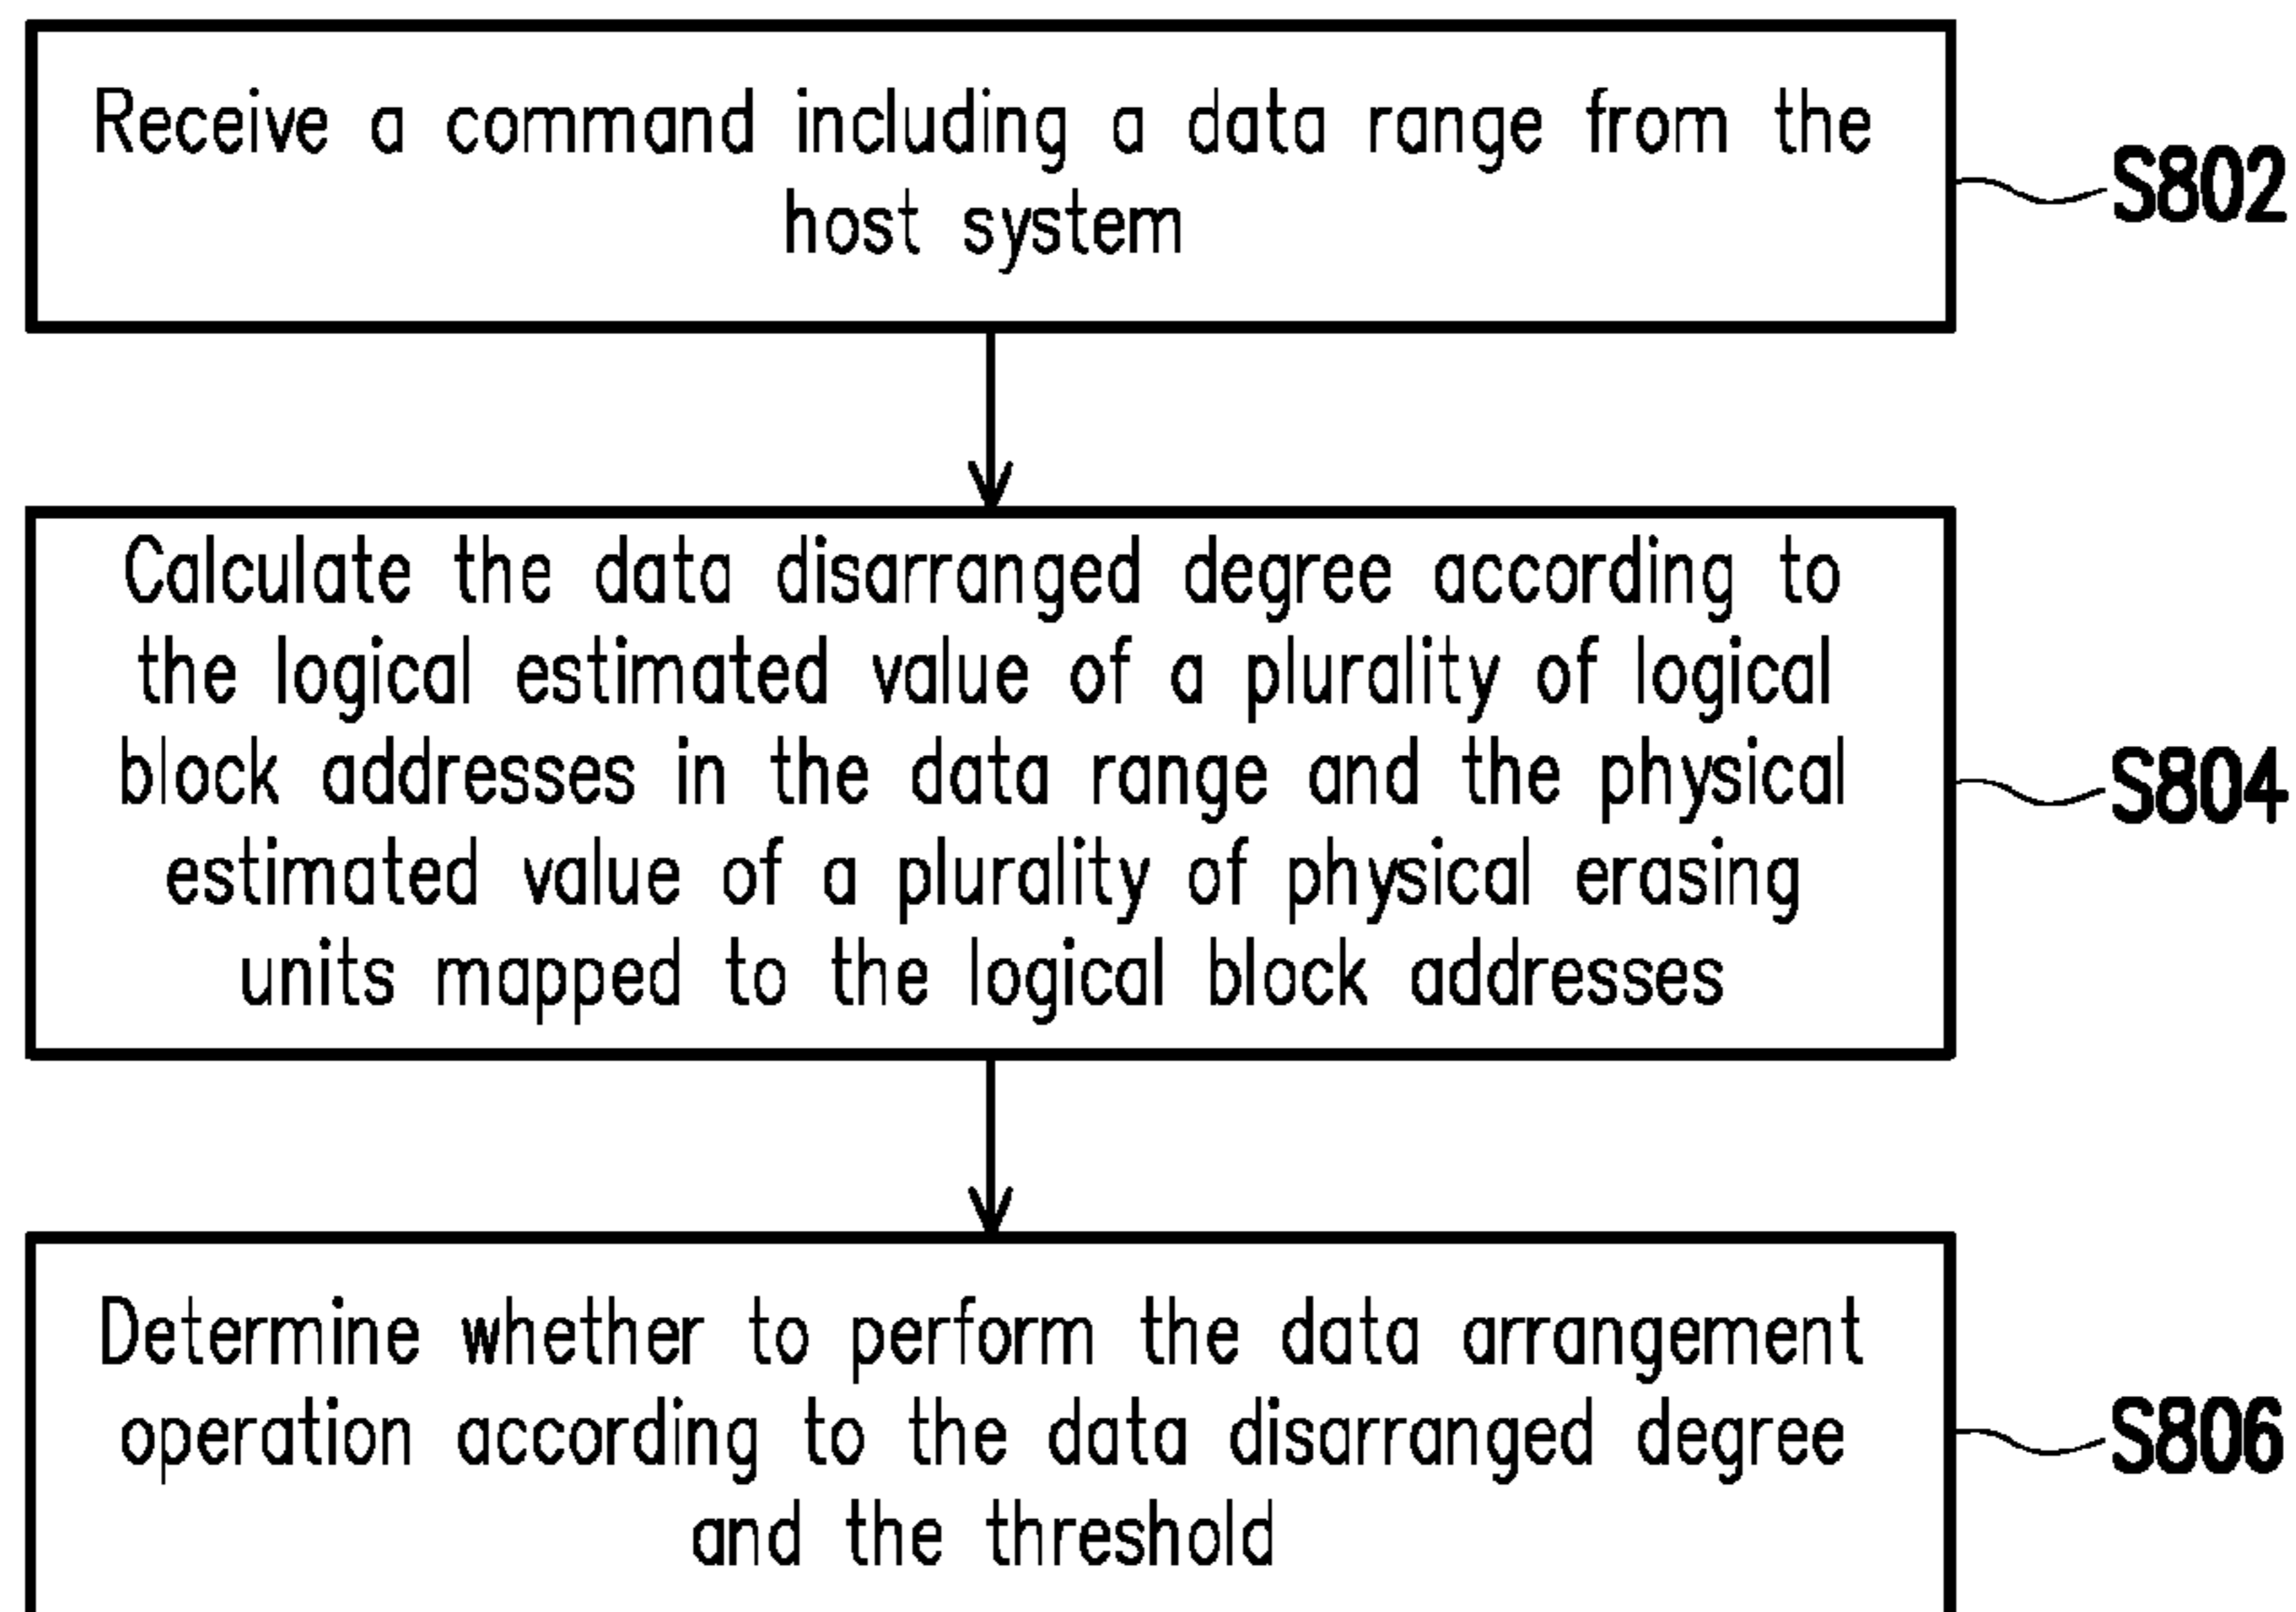 Receive a command including a data range from the
host system
S802
Calculate the data disarranged degree according to
the logical estimated value of a plurality of logical
block addresses in the data range and the physical
estimated value of a plurality of physical erasing
units mapped to the logical block addresses
S804
Determine whether to perform the data arrangement
operation according to the data disarranged degree
and the threshold
S806